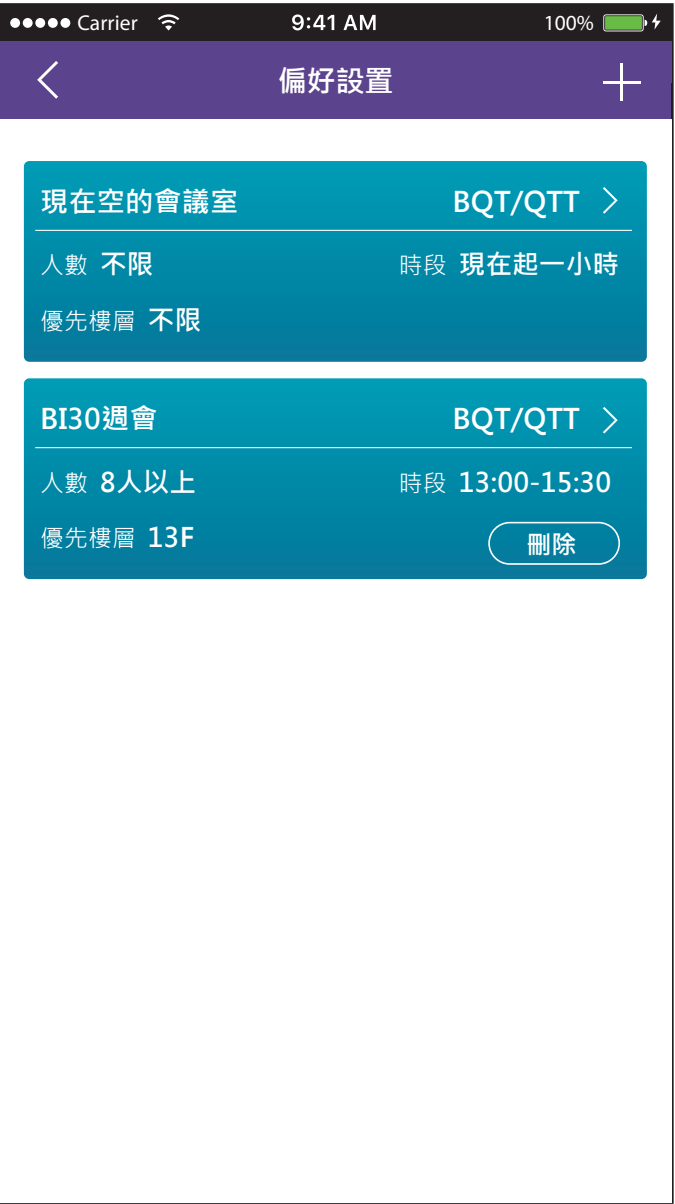 Carrier 9:41 AM 100%
偏好設置
現在空的會議室 BQT/QTT
人數 不限 時段 現在起一小時
優先樓層 不限
BI30週會 BQT/QTT
人數 8人以上 時段 13:00-15:30
優先樓層 13F 刪除